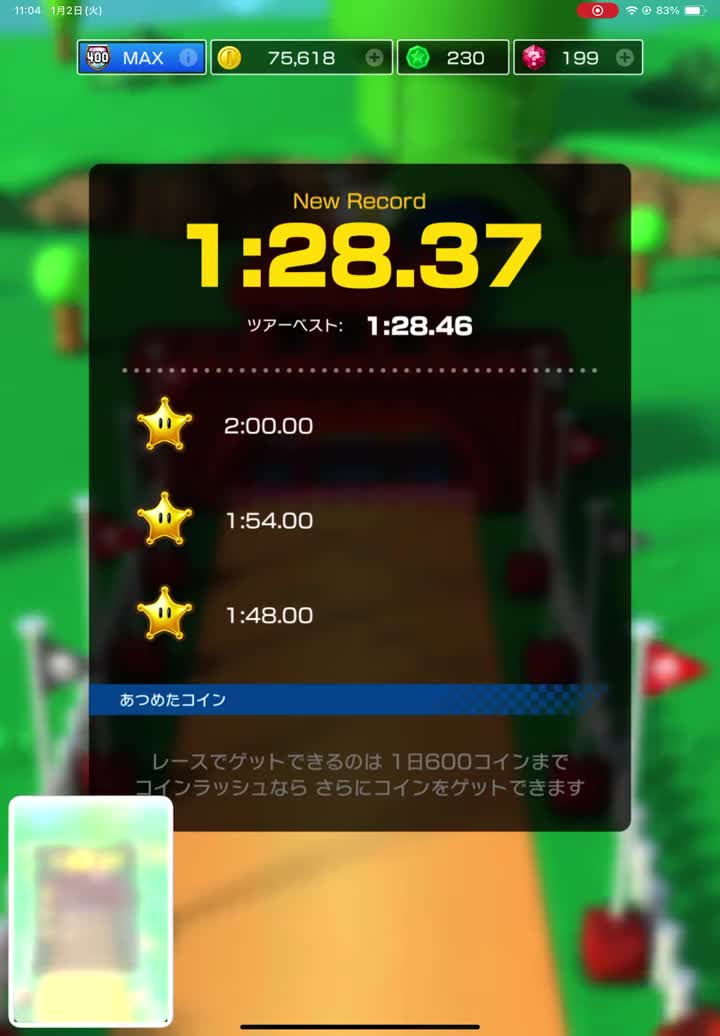 11:04 1月2日(火) 83%
400 MAX 75,618 230 199
New Record
1:28.37
ツアーベスト: 1:28.46
2:00.00
1:54.00
1:48.00
あつめたコイン
レースでゲットできるのは 1日600コインまで
コインラッシュなら さらにコインをゲットできます